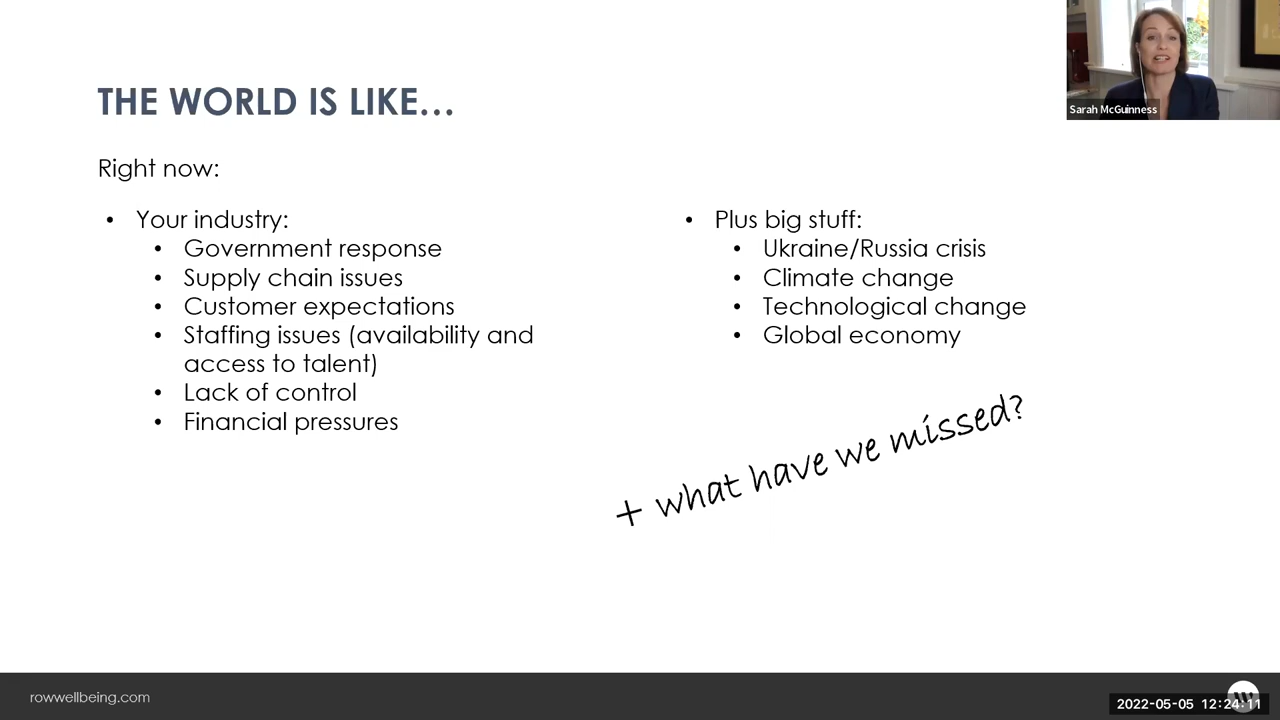 THE WORLD IS LIKE...
Right now:
• Your industry:
• Government response
• Supply chain issues
• Customer expectations
• Staffing issues (availability and
access to talent)
• Lack of control
• Financial pressures
• Plus big stuff:
• Ukraine/Russia crisis
• Climate change
• Technological change
• Global economy
+ what have we missed?
Sarah McGuinness
rowwellbeing.com
2022-05-05 12:24:11